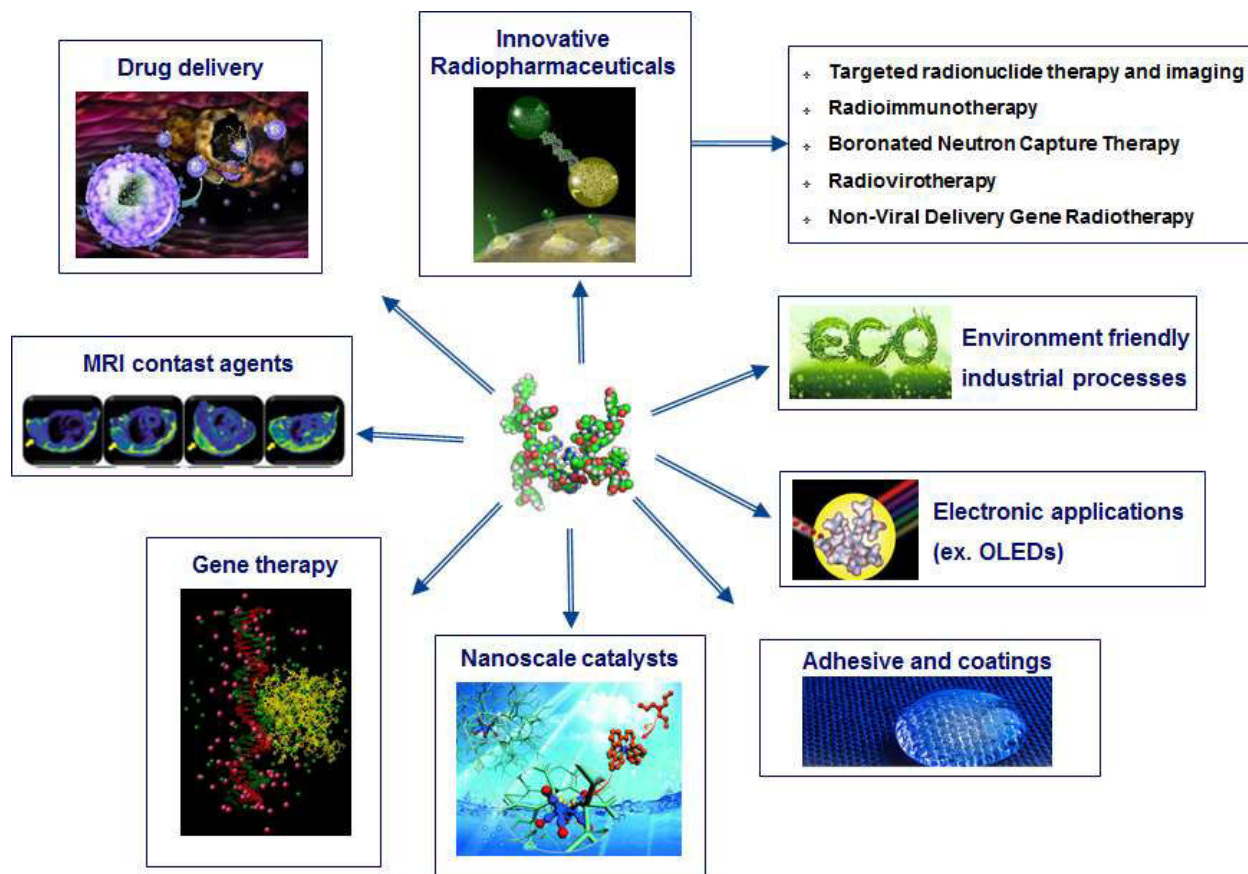 Drug delivery
Innovative
Radiopharmaceuticals
Targeted radionuclide therapy and imaging
Radioimmunotherapy
Boronated Neutron Capture Therapy
Radiovirotherapy
Non-Viral Delivery Gene Radiotherapy
MRI contast agents
eco
Environment friendly
industrial processes
Electronic applications
(ex. OLEDs)
Gene therapy
Nanoscale catalysts
Adhesive and coatings